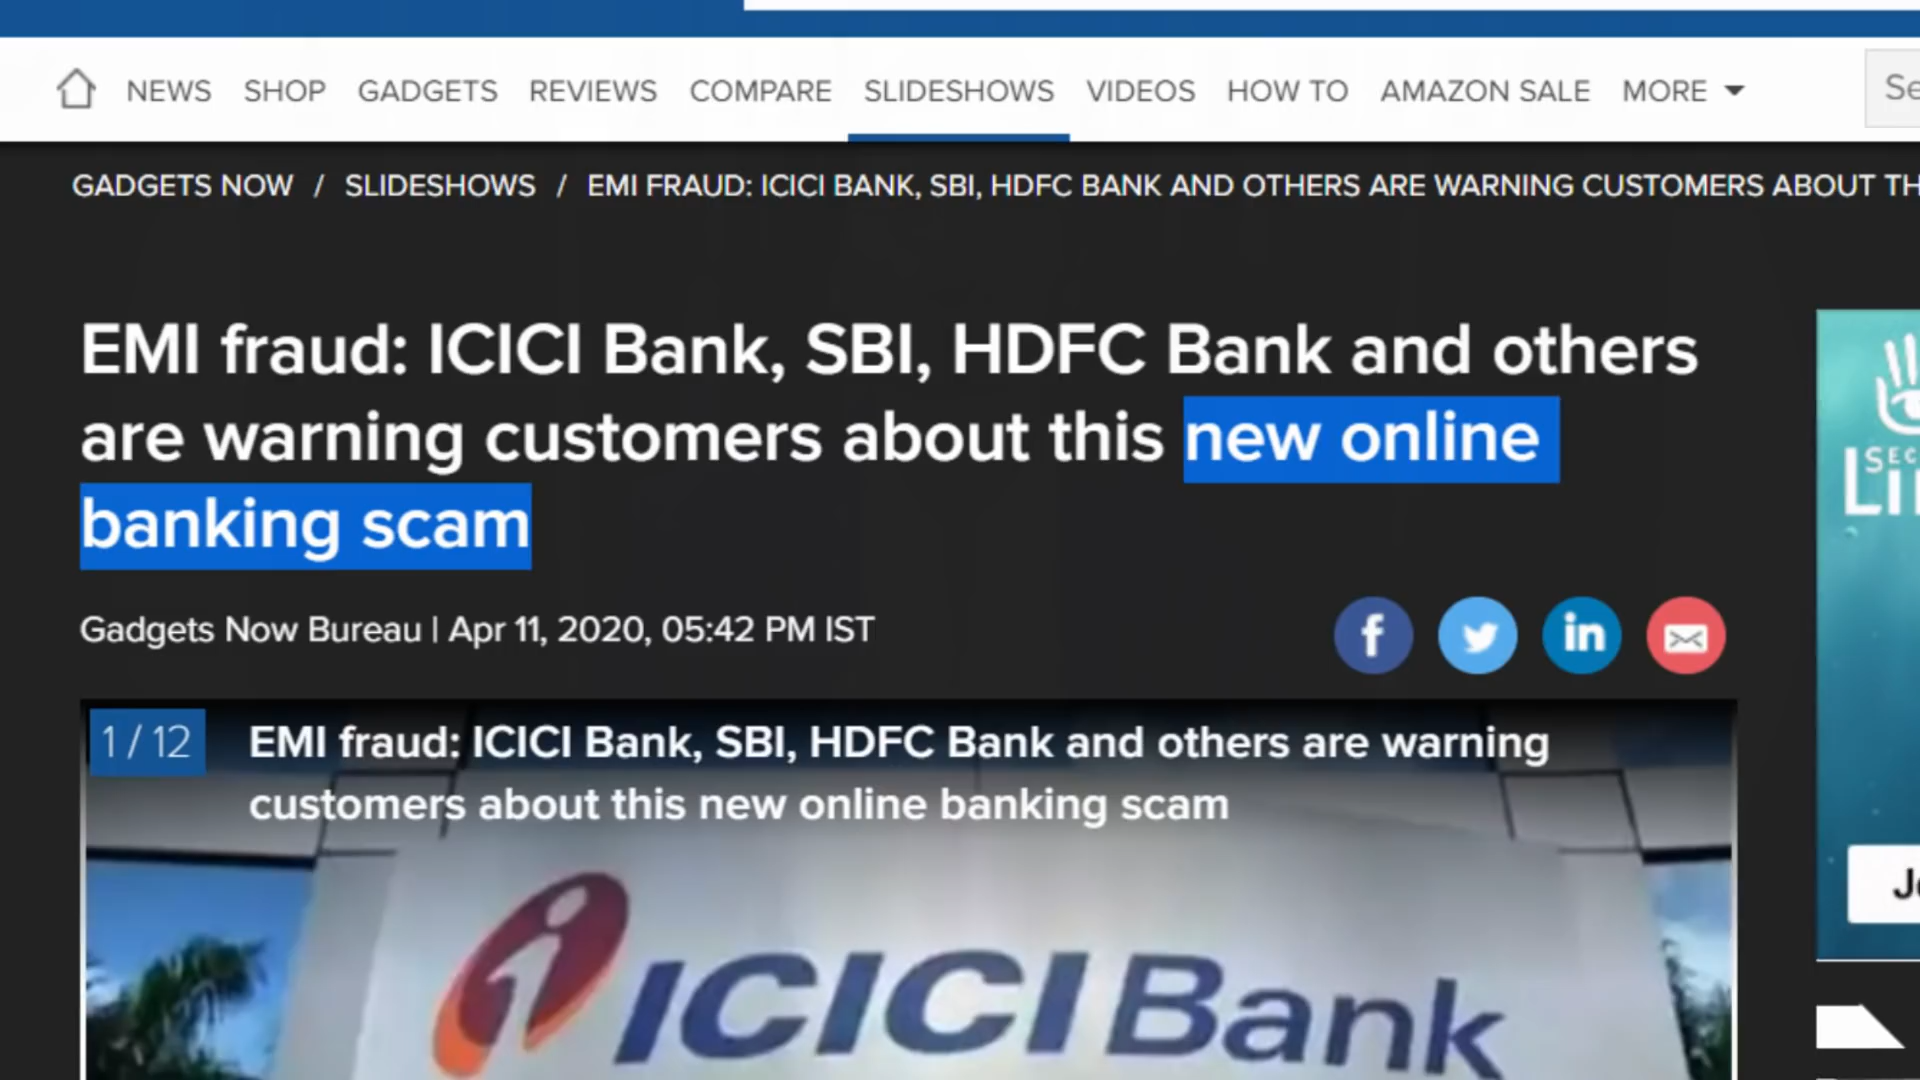 NEWS SHOP GADGETS REVIEWS COMPARE SLIDESHOWS VIDEOS HOW TO AMAZON SALE MORE
GADGETS NOW / SLIDESHOWS / EMI FRAUD: ICICI BANK, SBI, HDFC BANK AND OTHERS ARE WARNING CUSTOMERS ABOUT
EMI fraud: ICICI Bank, SBI, HDFC Bank and others
are warning customers about this new online
banking scam
Gadgets Now Bureau | Apr 11, 2020, 05:42 PM IST
f in
1 / 12
EMI fraud: ICICI Bank, SBI, HDFC Bank and others are warning
customers about this new online banking scam
ICICI Bank